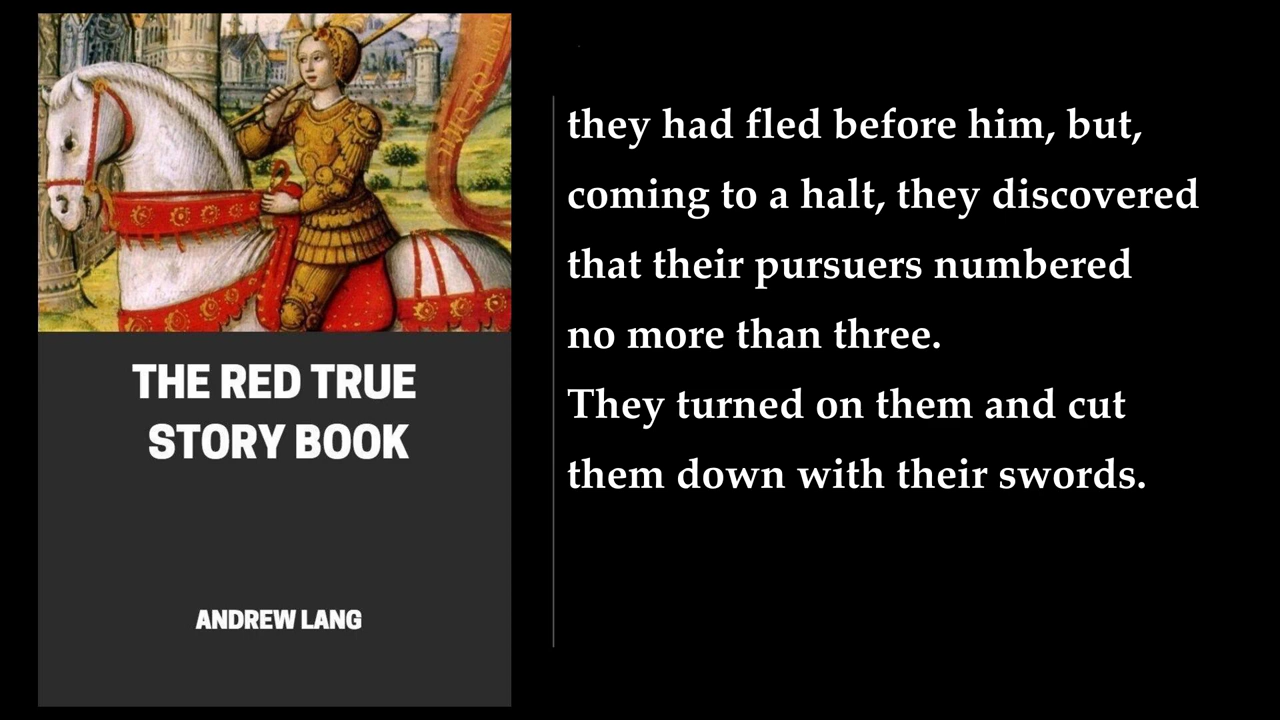 THE RED TRUE
STORY BOOK
ANDREW LANG
they had fled before him, but,
coming to a halt, they discovered
that their pursuers numbered
no more than three.
They turned on them and cut
them down with their swords.